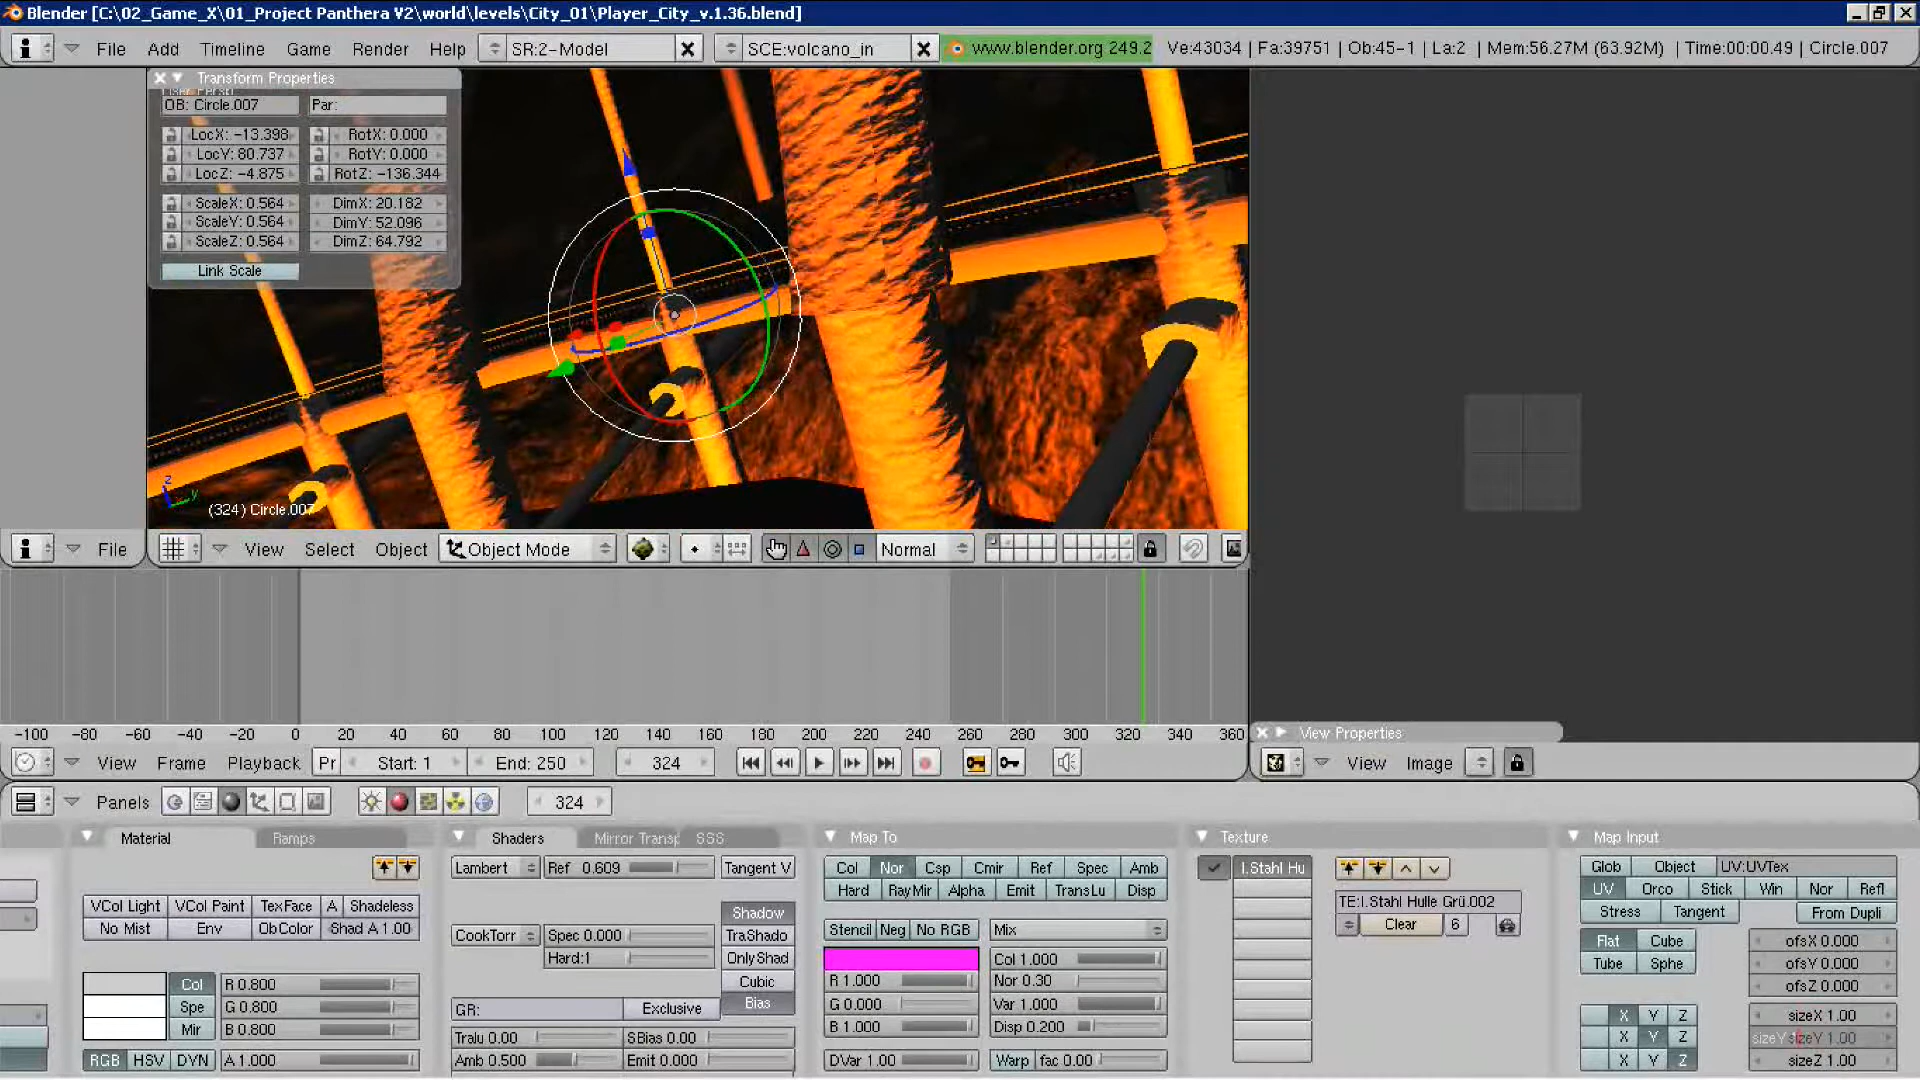 Blender [C:\02_Game_X\01_Project Panthera V2\world\levels\City_01\Player_City_v.1.36.blend]
File Add Timeline Game Render Help SR:2-Model SCE:volcano_in www.blender.org 249.2 Ve:43034 | Fa:39751 | Ob:45-1 | La:2 | Mem:56.27M (63.92M) | Time:00:00.49 | Circle.007
Transform Properties
OB: Circle.007 Par:
LocX: -13.398 RotX: 0.000
LocY: 80.737 RotY: 0.000
LocZ: -4.875 RotZ: -136.344
ScaleX: 0.564 DimX: 20.182
ScaleY: 0.564 DimY: 52.096
ScaleZ: 0.564 DimZ: 64.792
Link Scale
z
y
(324) Circle.007
File View Select Object Object Mode Normal
-100 -80 -60 -40 -20 0 20 40 60 80 100 120 140 160 180 200 220 240 260 280 300 320 340 360
View Properties
View Frame Playback Pr Start: 1 End: 250 324 View Image
Panels 324
Material Ramps Shaders Mirror Transp SSS Map To Texture Map Input
Lambert Ref 0.609 Tangent V Col Nor Csp Cmir Ref Spec Amb I.Stahl Hu Glob Object UV:UVTex
Hard RayMir Alpha Emit TransLu Disp UV Orco Stick Win Nor Refl
VCol Light VCol Paint TexFace A Shadeless Shadow TE:I.Stahl Hulle Grü.002 Stress Tangent From Dupli
No Mist Env ObColor Shad A 1.00 CookTorr Spec 0.000 TraShado Stencil Neg No RGB Mix Clear 6
Hard:1 OnlyShad Col 1.000 Flat Cube ofsX 0.000
Col R 0.800 Cubic R 1.000 Nor 0.30 Tube Sphe ofsY 0.000
Spe G 0.800 GR: Exclusive Bias G 0.000 Var 1.000 ofsZ 0.000
Mir B 0.800 Tralu 0.00 SBias 0.00 B 1.000 Disp 0.200 X Y Z sizeX 1.00
X Y Z sizeY 1.00
RGB HSV DYN A 1.000 Amb 0.500 Emit 0.000 DVar 1.00 Warp fac 0.00 X Y Z sizeZ 1.00